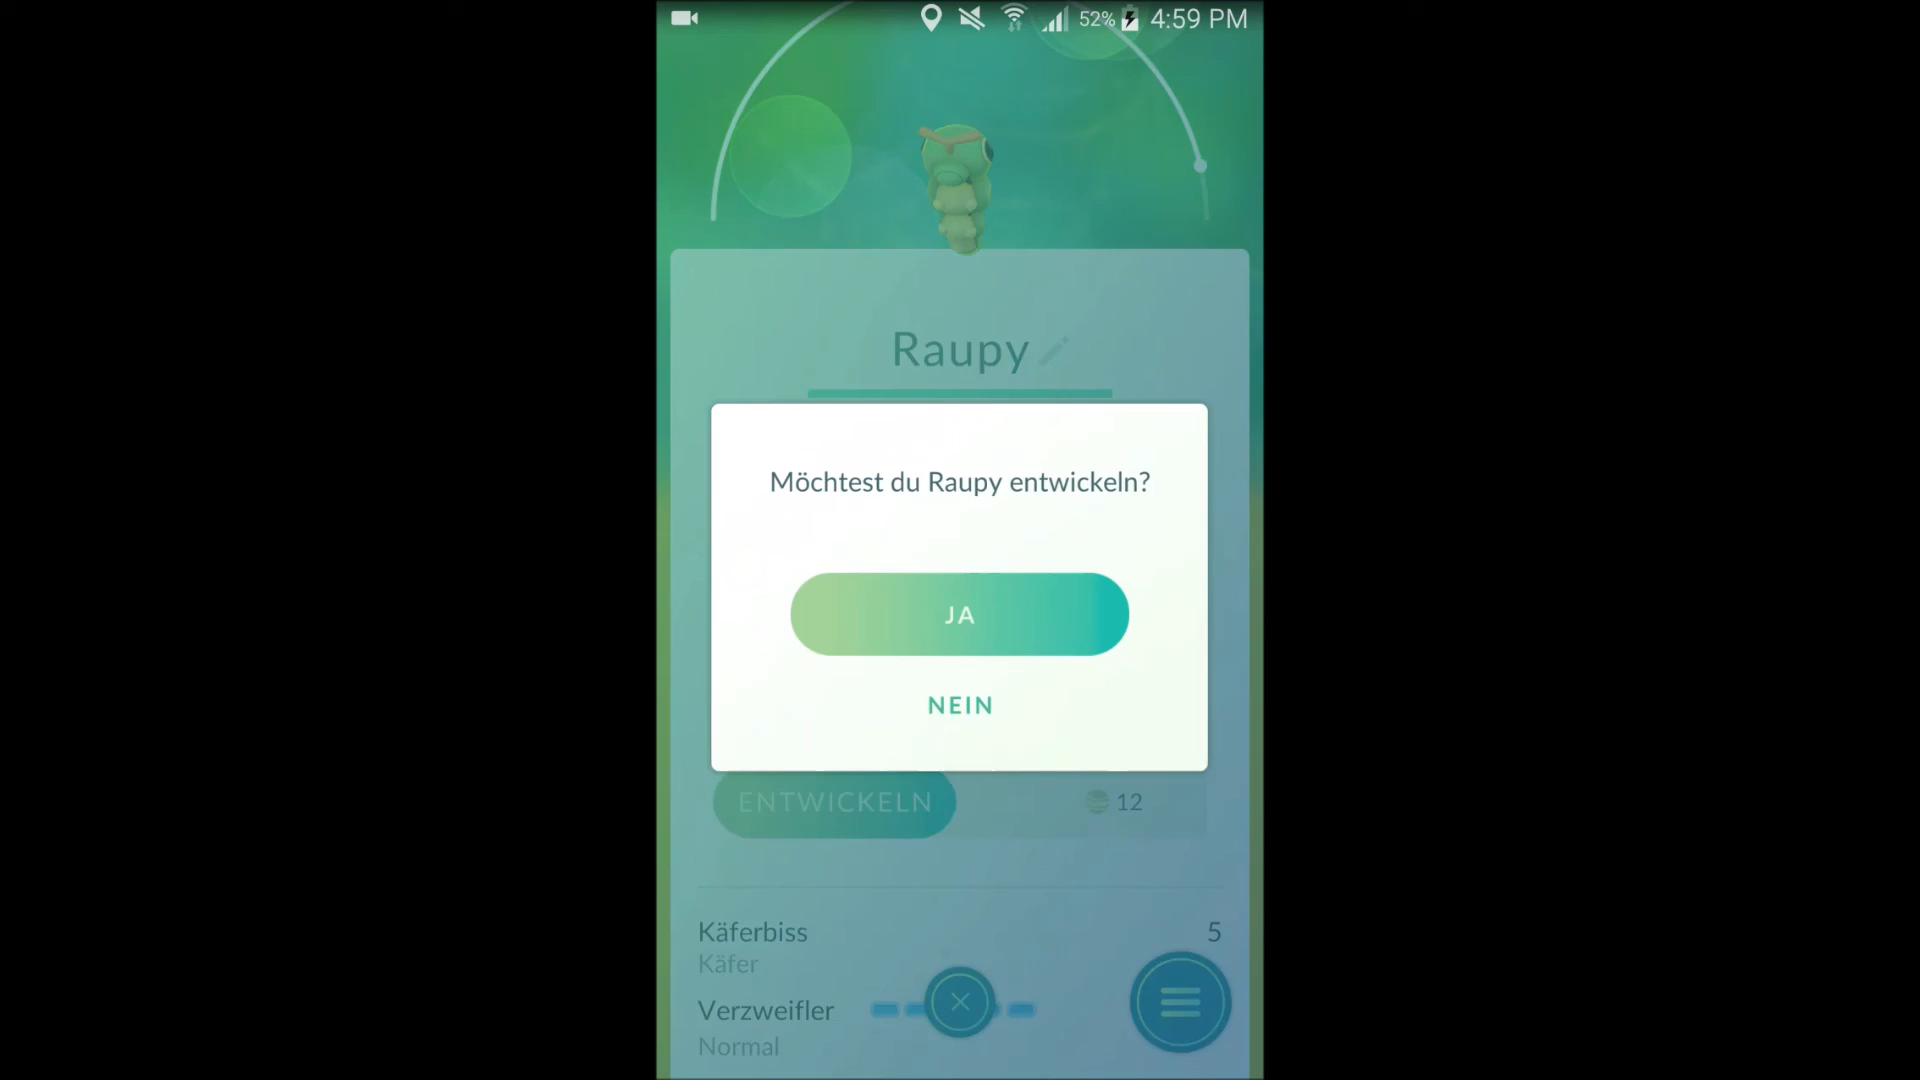 52% 4:59 PM
Raupy
Möchtest du Raupy entwickeln?
JA
NEIN
ENTWICKELN 12
Käferbiss 5
Käfer
Verzweifler
Normal